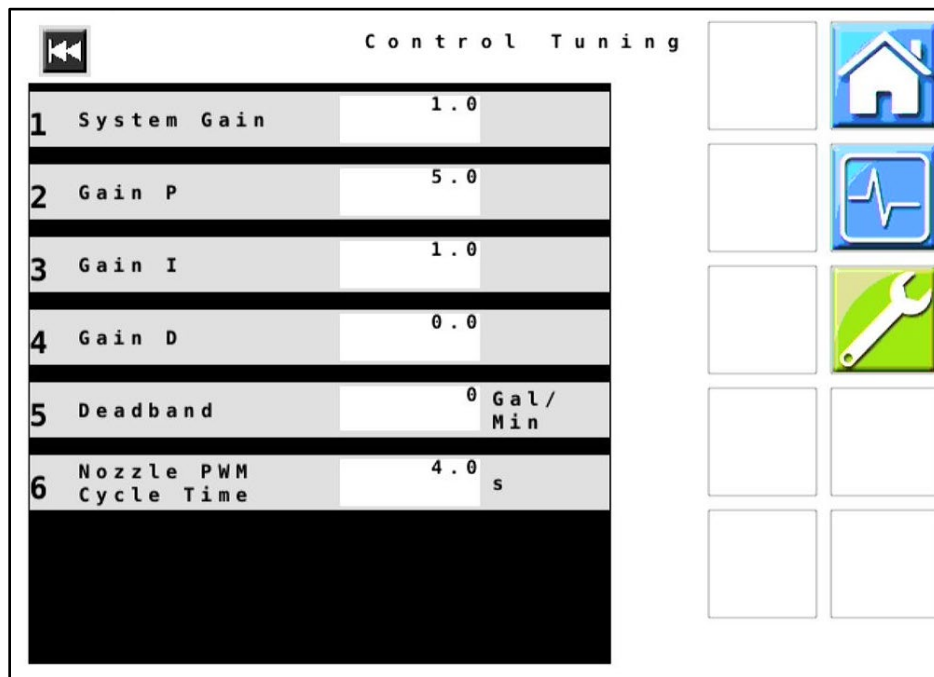 Control Tuning
1 System Gain 1.0
2 Gain P 5.0
3 Gain I 1.0
4 Gain D 0.0
5 Deadband 0 Gal/
Min
6 Nozzle PWM 4.0 s
Cycle Time